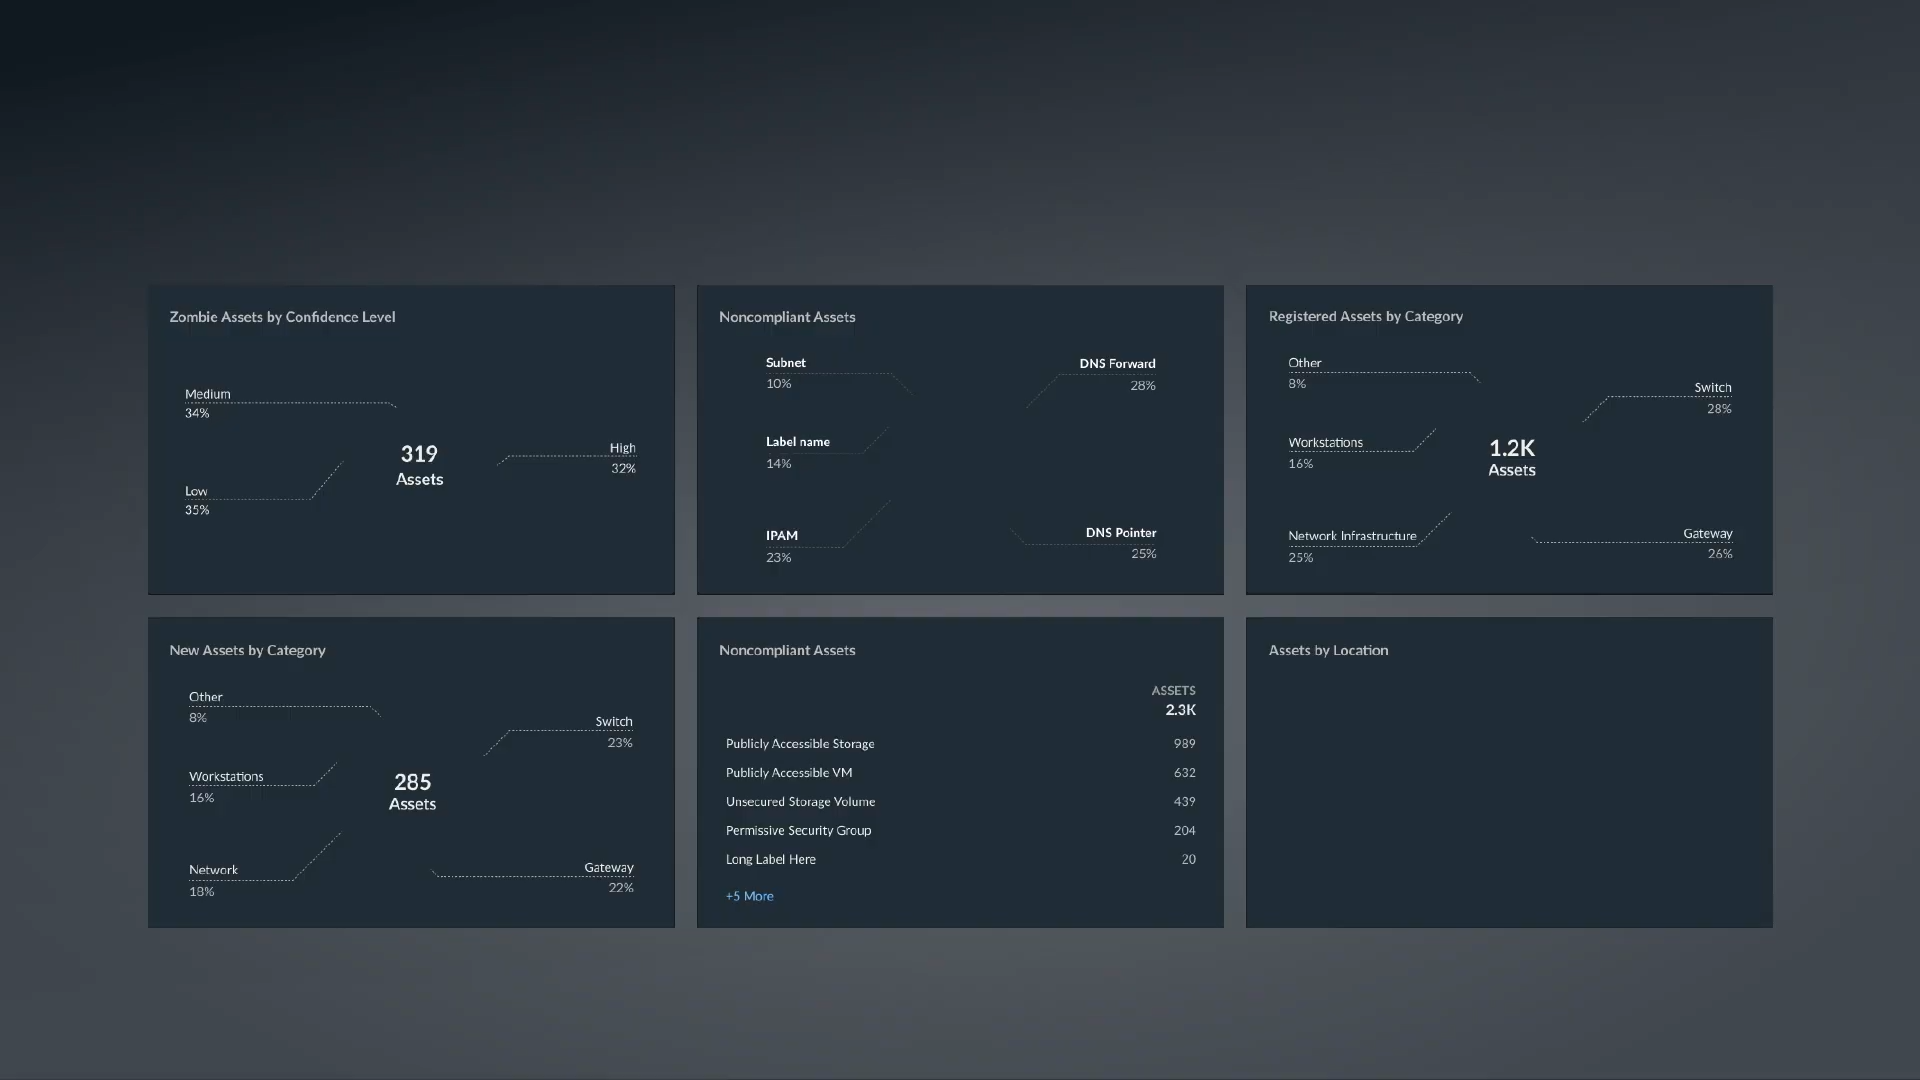 Zombie Assets by Confidence Level
Medium
34%
319
Assets
High
32%
Low
35%
Noncompliant Assets
Subnet
10%
DNS Forward
28%
Label name
14%
IPAM
23%
DNS Pointer
25%
Registered Assets by Category
Other
8%
Switch
28%
Workstations
16%
1.2K
Assets
Network Infrastructure
25%
Gateway
26%
New Assets by Category
Other
8%
Switch
23%
Workstations
16%
285
Assets
Network
18%
Gateway
22%
Noncompliant Assets
ASSETS
2.3K
Publicly Accessible Storage 989
Publicly Accessible VM 632
Unsecured Storage Volume 439
Permissive Security Group 204
Long Label Here 20
+5 More
Assets by Location